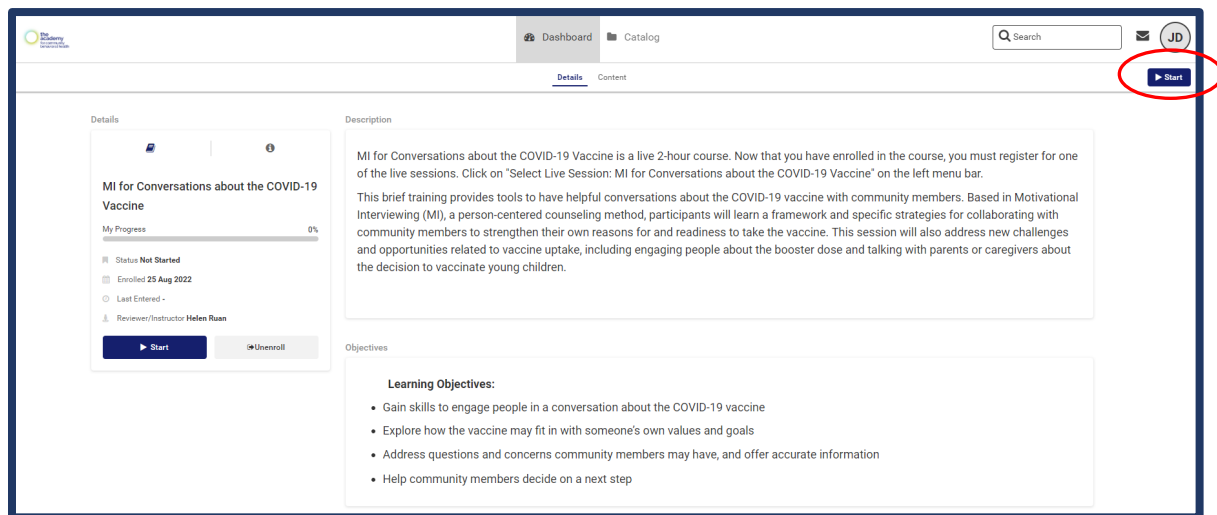 the
academy
for community
behavioral health
Dashboard
Catalog
Search
JD
Details
Content
Start
Details
MI for Conversations about the COVID-19
Vaccine
My Progress 0%
Status Not Started
Enrolled 25 Aug 2022
Last Entered -
Reviewer/Instructor Helen Ruan
Start
Unenroll
Description
MI for Conversations about the COVID-19 Vaccine is a live 2-hour course. Now that you have enrolled in the course, you must register for one
of the live sessions. Click on "Select Live Session: MI for Conversations about the COVID-19 Vaccine" on the left menu bar.
This brief training provides tools to have helpful conversations about the COVID-19 vaccine with community members. Based in Motivational
Interviewing (MI), a person-centered counseling method, participants will learn a framework and specific strategies for collaborating with
community members to strengthen their own reasons for and readiness to take the vaccine. This session will also address new challenges
and opportunities related to vaccine uptake, including engaging people about the booster dose and talking with parents or caregivers about
the decision to vaccinate young children.
Objectives
Learning Objectives:
• Gain skills to engage people in a conversation about the COVID-19 vaccine
• Explore how the vaccine may fit in with someone's own values and goals
• Address questions and concerns community members may have, and offer accurate information
• Help community members decide on a next step